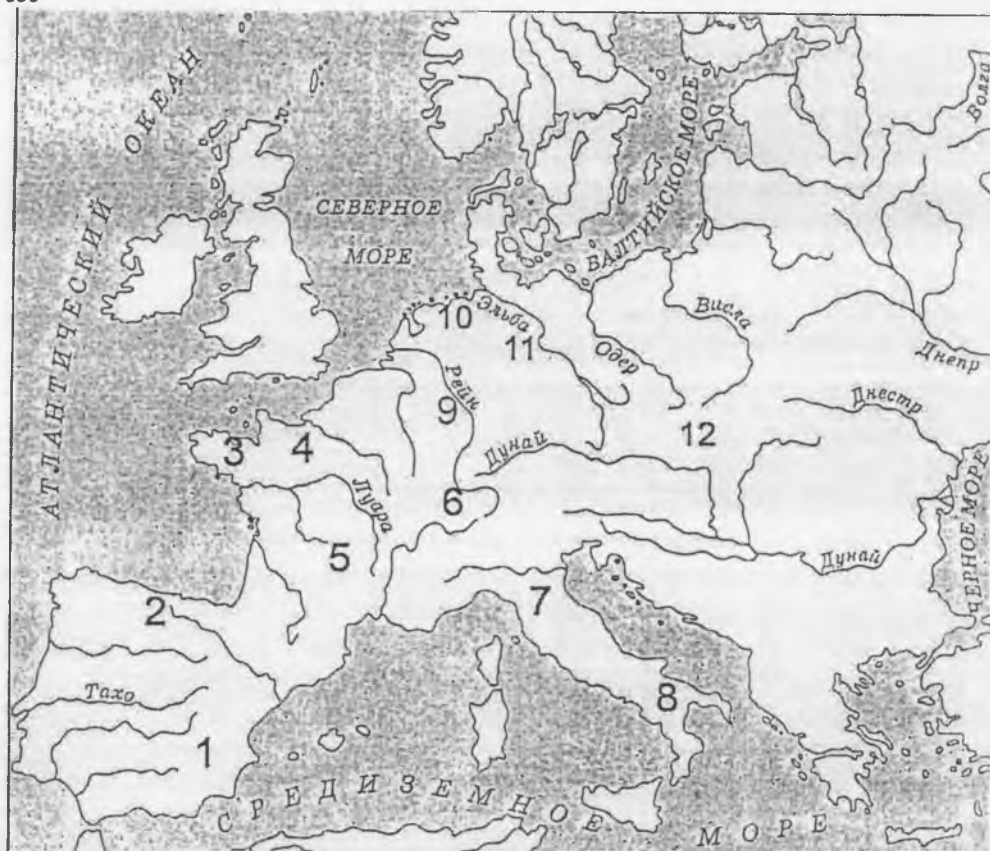 АТЛАНТИЧЕСКИЙ ОКЕАН
СЕВЕРНОЕ
МОРЕ
БАЛТИЙСКОЕ МОРЕ
Волга
10
Эльба
11
Одер
Висла
Днепр
Рейн
9
Днестр
12
3
4
Дунай
Луара
6
5
Дунай
ЧЕРНОЕ МОРЕ
2
7
Тахо
8
1
СРЕДИЗЕМНОЕ МОРЕ